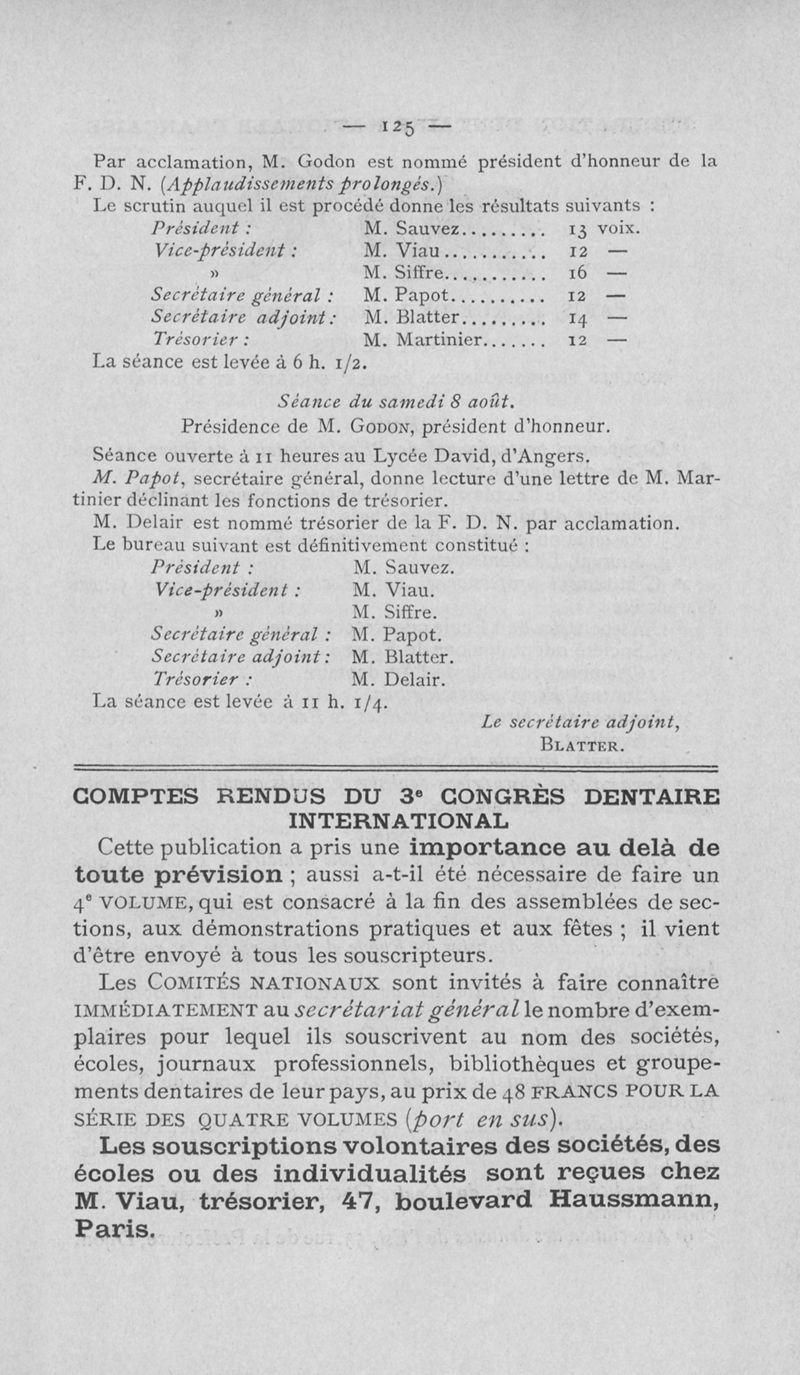 — 125 —
Par acclamation, M. Godon est nommé président d'honneur de la
F. D. N. (Applaudissements prolongés.)
Le scrutin auquel il est procédé donne les résultats suivants :
Président : M. Sauvez......... 13 voix.
Vice-président : M. Viau........... 12 —
» M. Siffre........... 16 —
Secrétaire général : M. Papot.......... 12 —
Secrétaire adjoint : M. Blatter......... 14 —
Trésorier : M. Martinier....... 12 —
La séance est levée à 6 h. 1/2.
Séance du samedi 8 août.
Présidence de M. GODON, président d'honneur.
Séance ouverte à 11 heures au Lycée David, d'Angers.
M. Papot, secrétaire général, donne lecture d'une lettre de M. Mar-
tinier déclinant les fonctions de trésorier.
M. Delair est nommé trésorier de la F. D. N. par acclamation.
Le bureau suivant est définitivement constitué :
Président : M. Sauvez.
Vice-président : M. Viau.
» M. Siffre.
Secrétaire général : M. Papot.
Secrétaire adjoint : M. Blatter.
Trésorier : M. Delair.
La séance est levée à 11 h. 1/4.
Le secrétaire adjoint,
BLATTER.
COMPTES RENDUS DU 3e CONGRÈS DENTAIRE
INTERNATIONAL
Cette publication a pris une importance au delà de
toute prévision ; aussi a-t-il été nécessaire de faire un
4e VOLUME, qui est consacré à la fin des assemblées de sec-
tions, aux démonstrations pratiques et aux fêtes ; il vient
d'être envoyé à tous les souscripteurs.
Les COMITÉS NATIONAUX sont invités à faire connaître
IMMÉDIATEMENT au secrétariat général le nombre d'exem-
plaires pour lequel ils souscrivent au nom des sociétés,
écoles, journaux professionnels, bibliothèques et groupe-
ments dentaires de leur pays, au prix de 48 FRANCS POUR LA
SÉRIE DES QUATRE VOLUMES (port en sus).
Les souscriptions volontaires des sociétés, des
écoles ou des individualités sont reçues chez
M. Viau, trésorier, 47, boulevard Haussmann,
Paris.